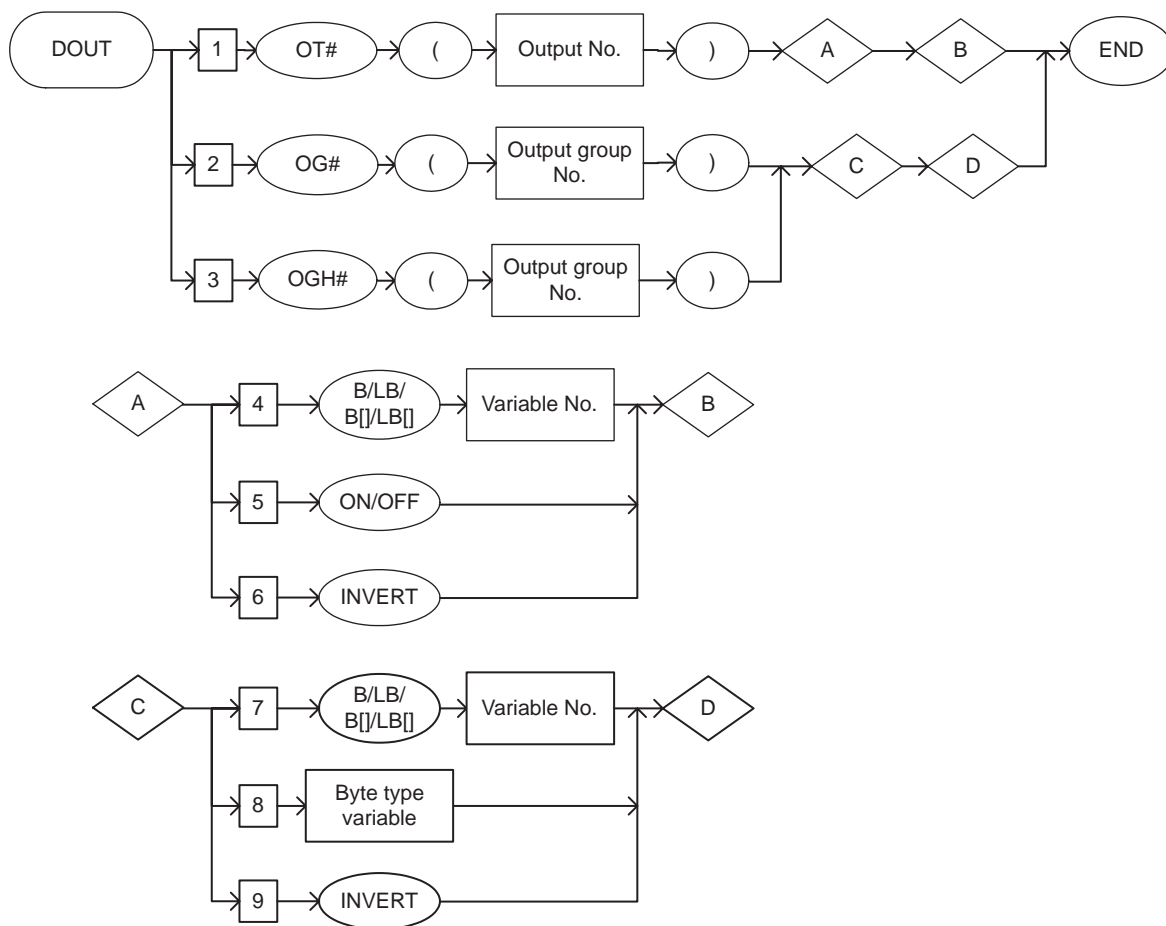 DOUT
1
OT#
(
Output No.
)
A
B
END
2
OG#
(
Output group
No.
)
C
D
3
OGH#
(
Output group
No.
)
A
4
B/LB/
B[]/LB[]
Variable No.
B
5
ON/OFF
6
INVERT
C
7
B/LB/
B[]/LB[]
Variable No.
D
8
Byte type
variable
9
INVERT